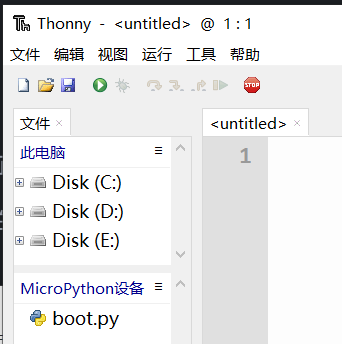 Thonny - <untitled> @ 1 : 1
文件 编辑 视图 运行 工具 帮助
STOP
文件 ×
<untitled> ×
此电脑
1
Disk (C:)
Disk (D:)
Disk (E:)
MicroPython设备
boot.py